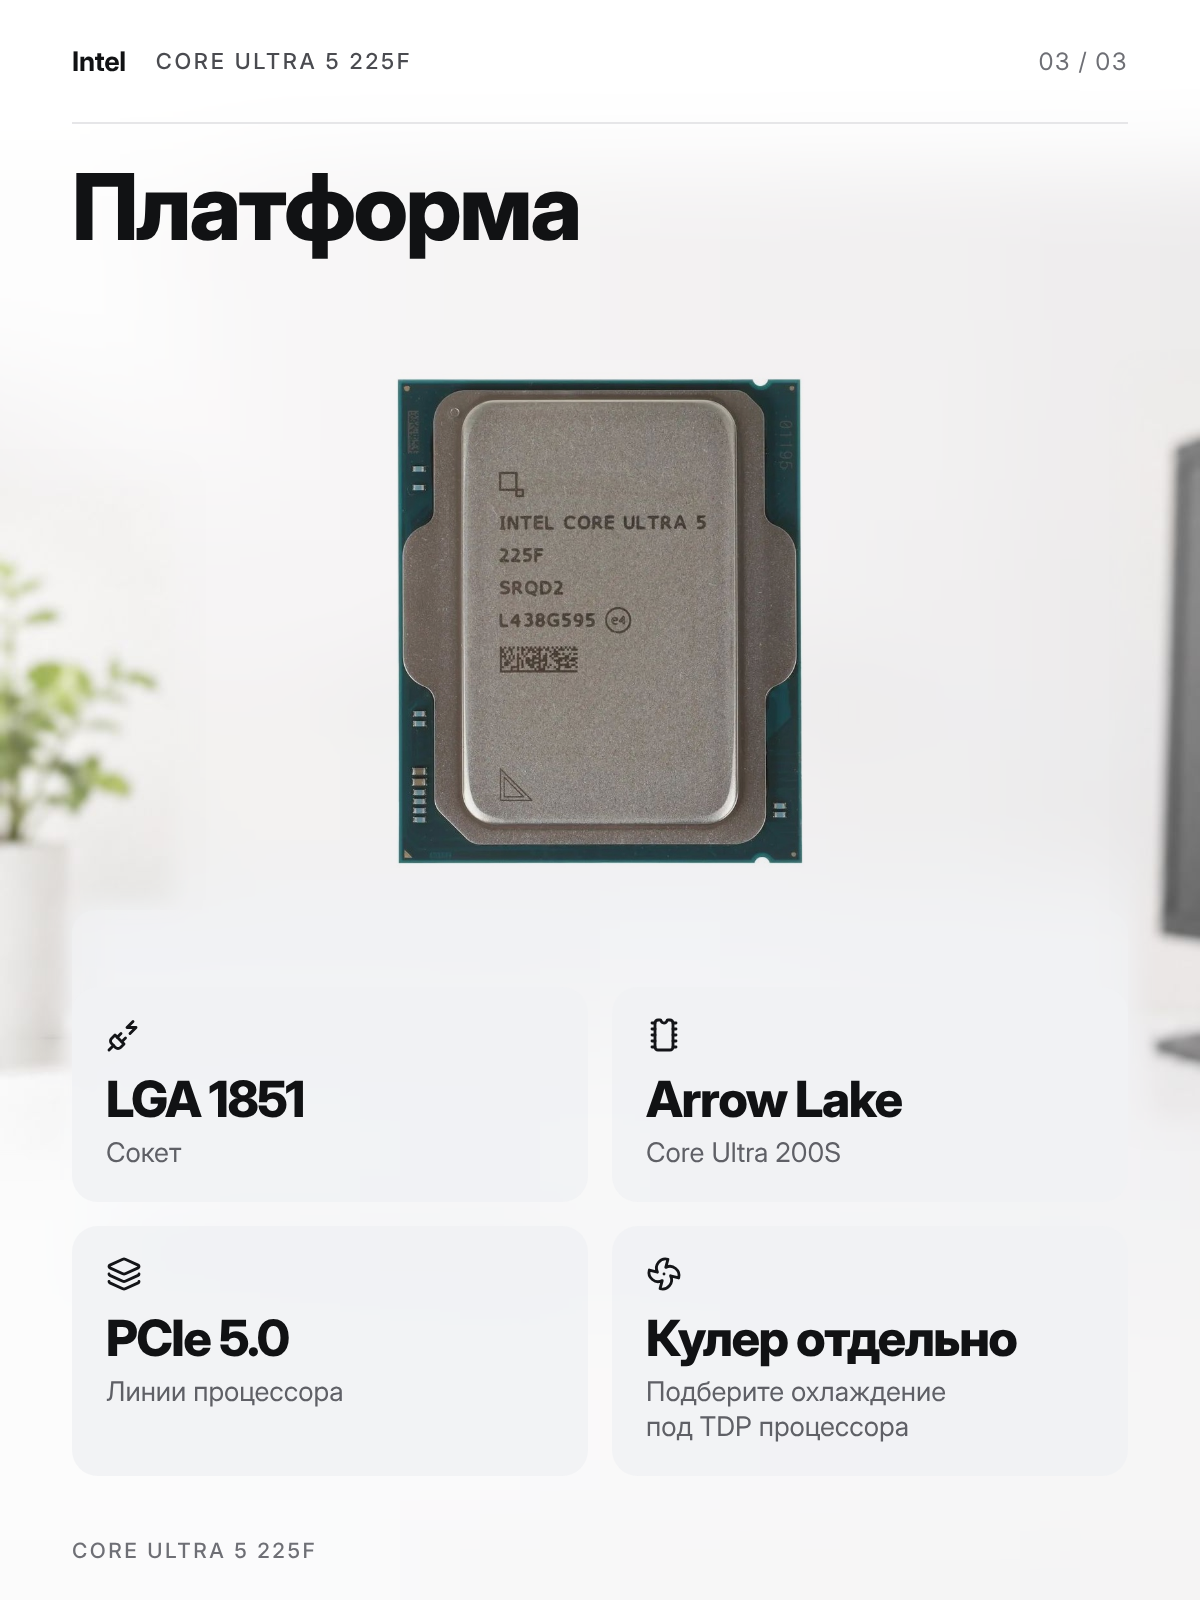 Intel CORE ULTRA 5 225F 03 / 03
Платформа
INTEL CORE ULTRA 5
225F
SRQD2
L438G595 e4
01195
LGA 1851
Сокет
Arrow Lake
Core Ultra 200S
PCIe 5.0
Линии процессора
Кулер отдельно
Подберите охлаждение
под TDP процессора
CORE ULTRA 5 225F